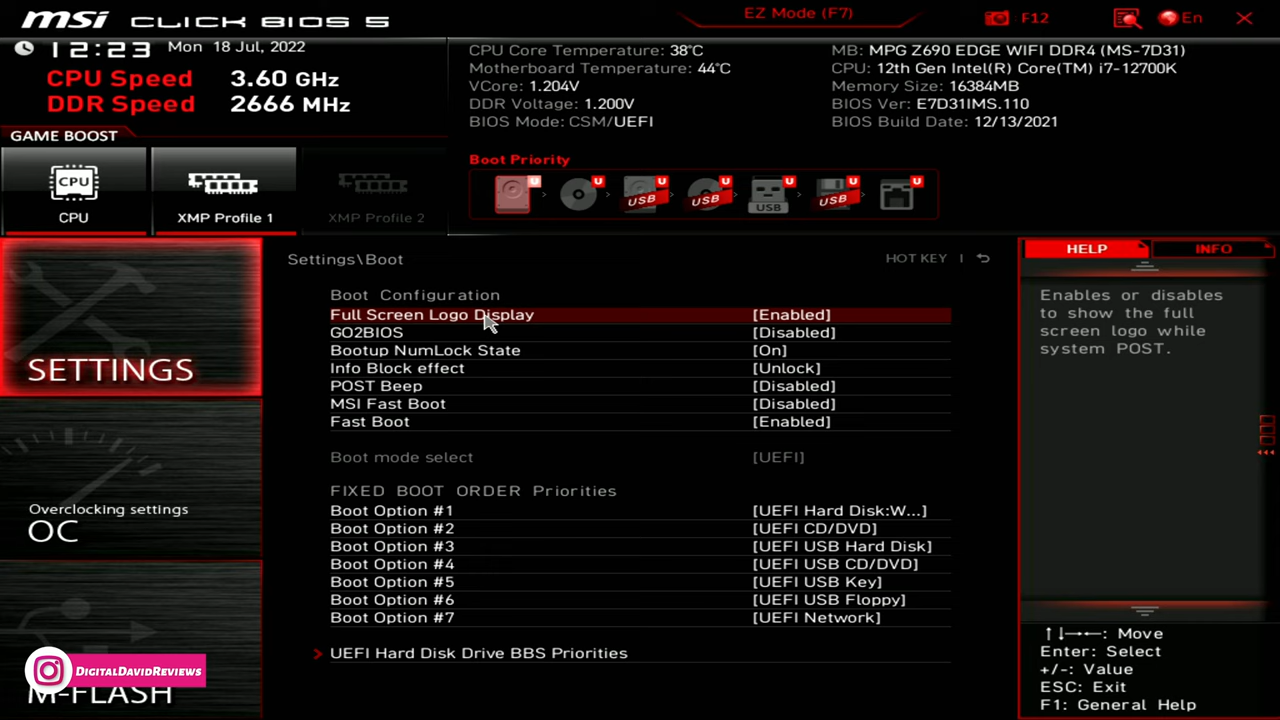 msi CLICK BIOS 5
EZ Mode (F7)
F12
En
12:23 Mon 18 Jul, 2022
CPU Speed 3.60 GHz
DDR Speed 2666 MHz
CPU Core Temperature: 38°C
Motherboard Temperature: 44°C
VCore: 1.204V
DDR Voltage: 1.200V
BIOS Mode: CSM/UEFI
MB: MPG Z690 EDGE WIFI DDR4 (MS-7D31)
CPU: 12th Gen Intel(R) Core(TM) i7-12700K
Memory Size: 16384MB
BIOS Ver: E7D31IMS.110
BIOS Build Date: 12/13/2021
GAME BOOST
CPU
CPU
XMP Profile 1
XMP Profile 2
Boot Priority
U U U U U U U
USB USB USB USB
SETTINGS
Overclocking settings
OC
M-FLASH
DigitalDavidReviews
Settings\Boot
HOT KEY |
Boot Configuration
Full Screen Logo Display [Enabled]
GO2BIOS [Disabled]
Bootup NumLock State [On]
Info Block effect [Unlock]
POST Beep [Disabled]
MSI Fast Boot [Disabled]
Fast Boot [Enabled]
Boot mode select [UEFI]
FIXED BOOT ORDER Priorities
Boot Option #1 [UEFI Hard Disk:W...]
Boot Option #2 [UEFI CD/DVD]
Boot Option #3 [UEFI USB Hard Disk]
Boot Option #4 [UEFI USB CD/DVD]
Boot Option #5 [UEFI USB Key]
Boot Option #6 [UEFI USB Floppy]
Boot Option #7 [UEFI Network]
UEFI Hard Disk Drive BBS Priorities
HELP
INFO
Enables or disables
to show the full
screen logo while
system POST.
↑↓→←: Move
Enter: Select
+/-: Value
ESC: Exit
F1: General Help